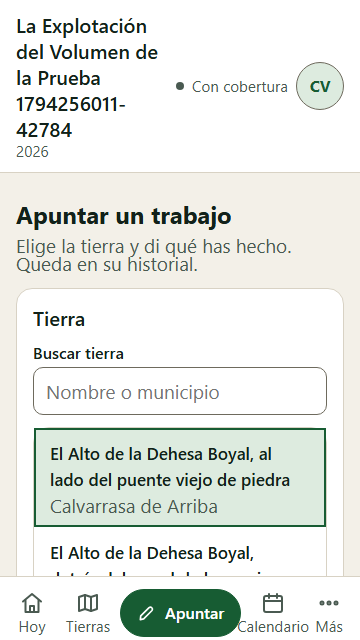 La Explotación
del Volumen de
la Prueba
1794256011-
42784
2026
Con cobertura
CV
Apuntar un trabajo
Elige la tierra y di qué has hecho.
Queda en su historial.
Tierra
Buscar tierra
Nombre o municipio
El Alto de la Dehesa Boyal, al
lado del puente viejo de piedra
Calvarrasa de Arriba
El Alto de la Dehesa Boyal,
Hoy
Tierras
Apuntar
Calendario
Más